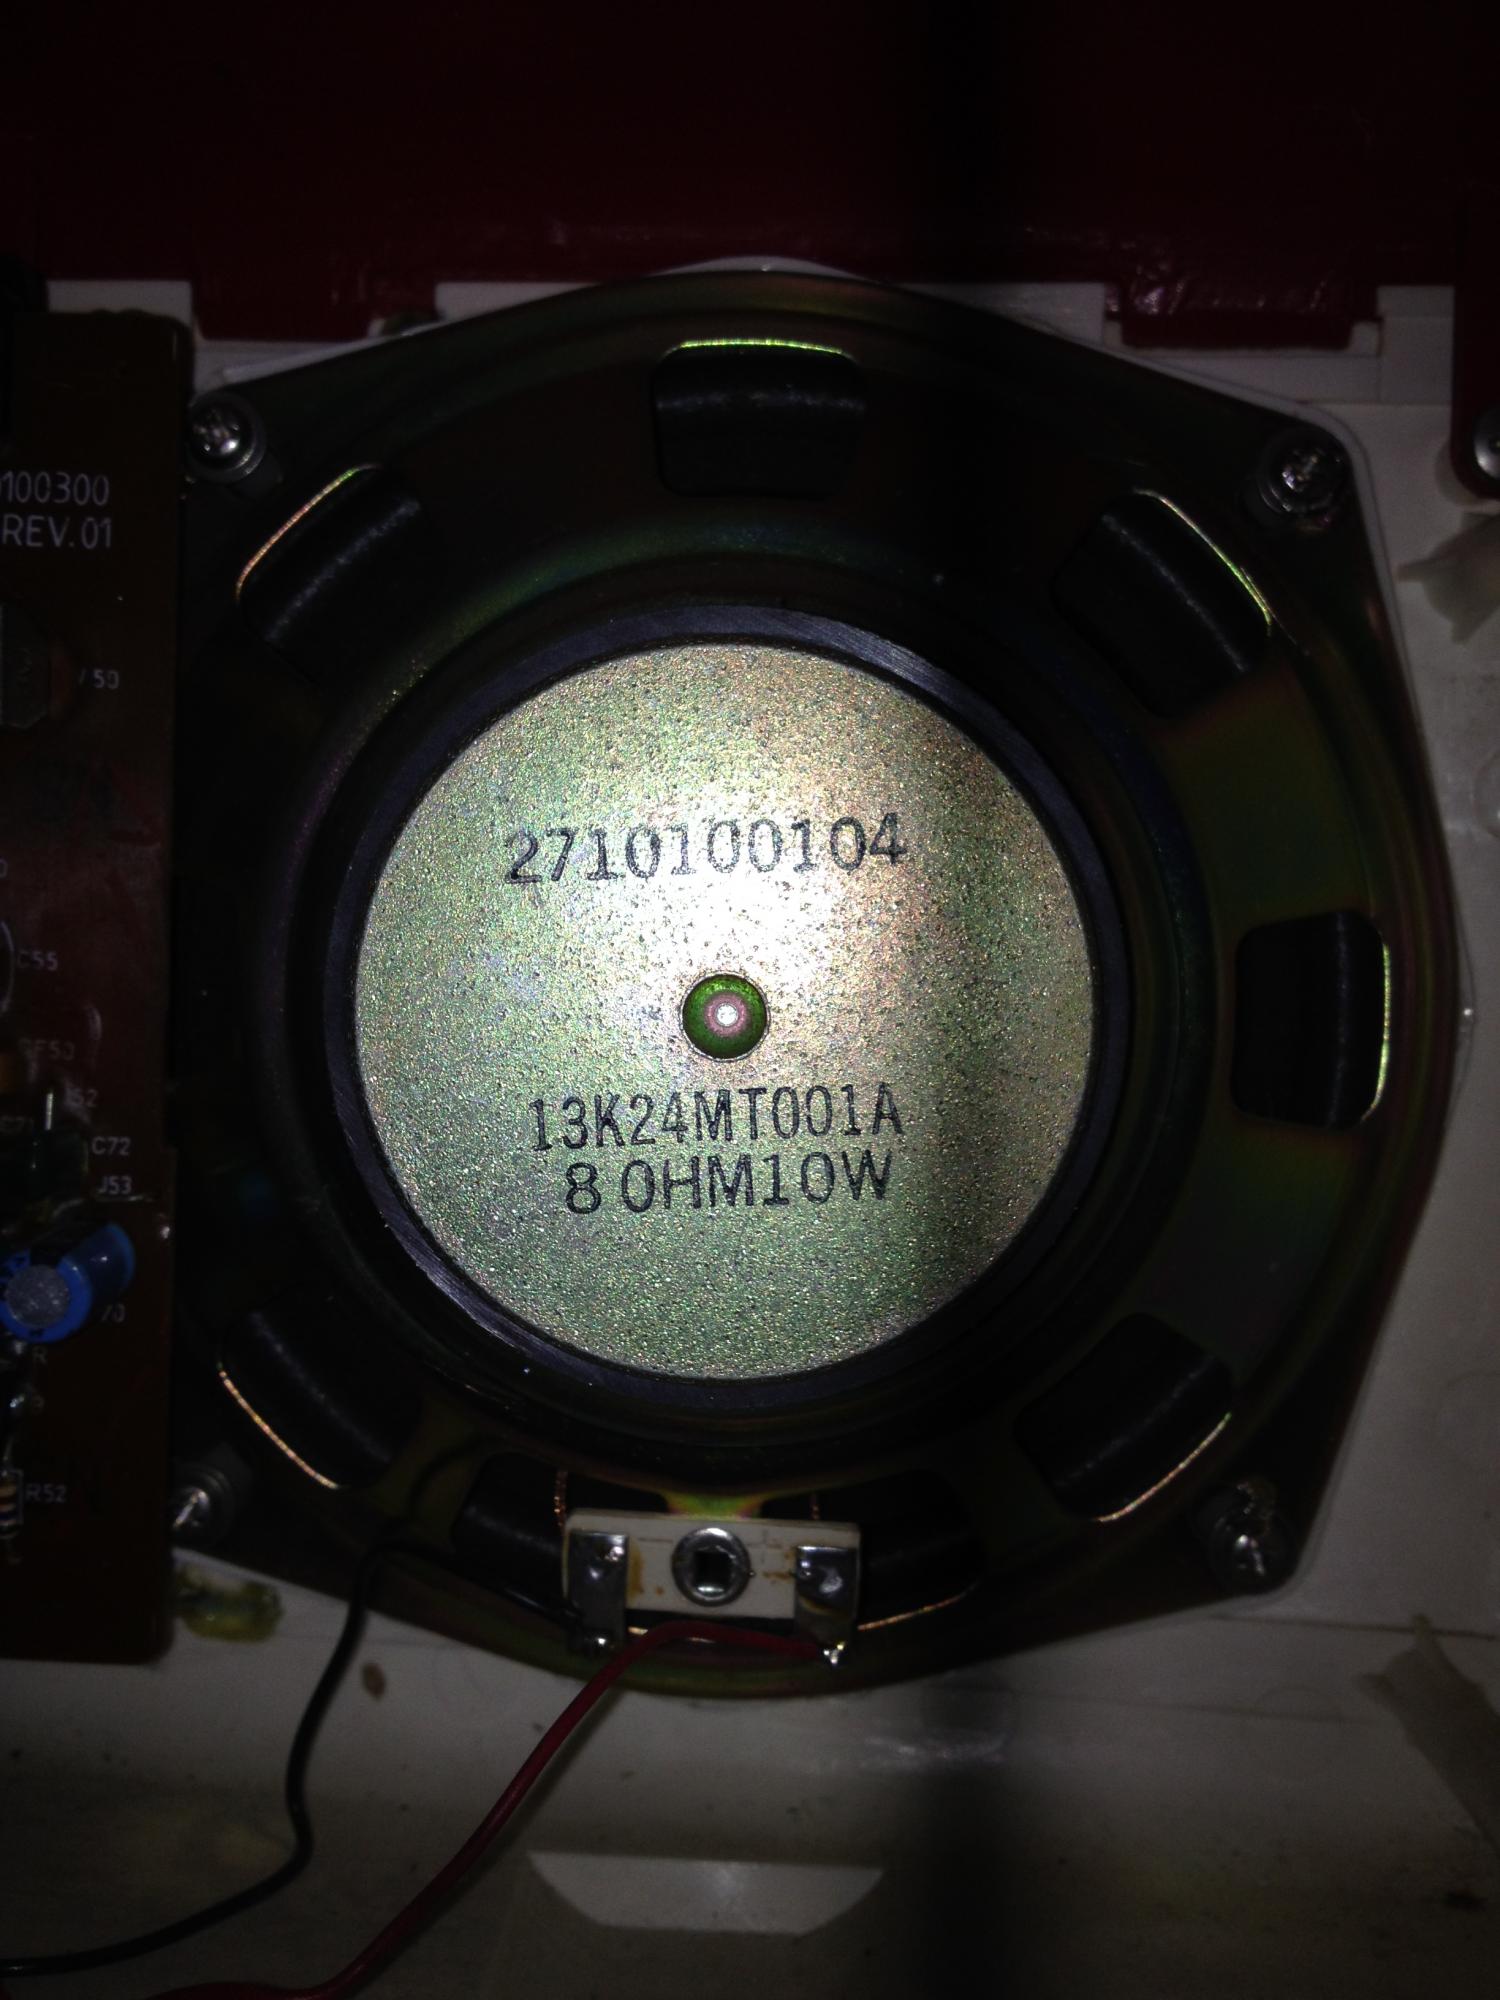 100300
REV.01
2710100104
C55
C72
J53
13K24MT001A
8 OHM10W
R
R52